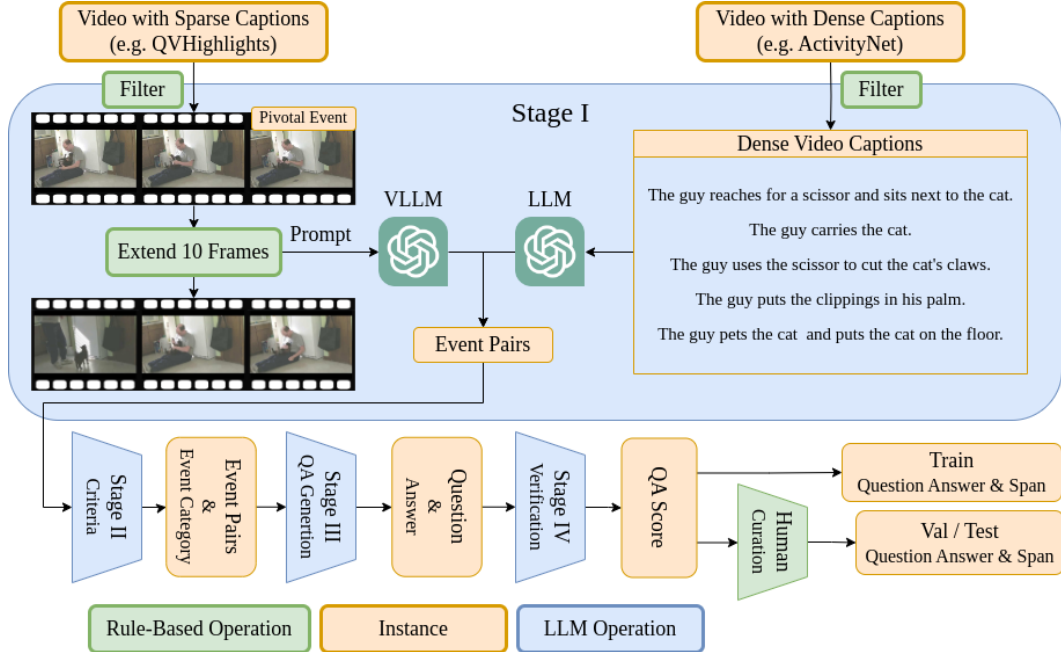 Video with Sparse Captions
(e.g. QVHighlights)
Video with Dense Captions
(e.g. ActivityNet)
Filter
Filter
Stage I
Pivotal Event
Dense Video Captions
The guy reaches for a scissor and sits next to the cat.
The guy carries the cat.
The guy uses the scissor to cut the cat's claws.
The guy puts the clippings in his palm.
The guy pets the cat and puts the cat on the floor.
VLLM
LLM
Extend 10 Frames
Prompt
Event Pairs
Stage II
Criteria
Event Pairs
&
Event Category
Stage III
QA Genertion
Question
&
Answer
Stage IV
Verification
QA Score
Human
Curation
Train
Question Answer & Span
Val / Test
Question Answer & Span
Rule-Based Operation
Instance
LLM Operation